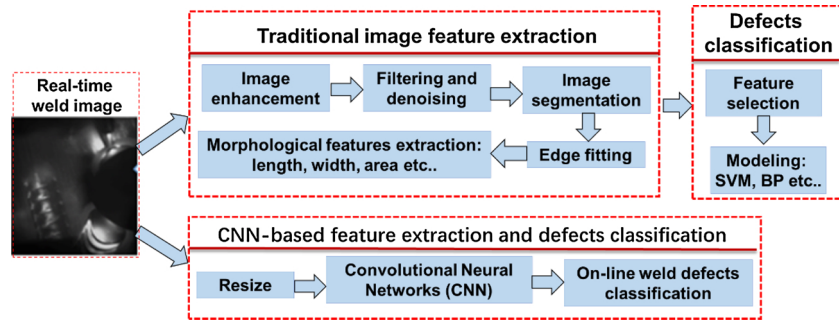 Real-time
weld image
Traditional image feature extraction
Image
enhancement
Filtering and
denoising
Image
segmentation
Edge fitting
Morphological features extraction:
length, width, area etc..
Defects
classification
Feature
selection
Modeling:
SVM, BP etc..
CNN-based feature extraction and defects classification
Resize
Convolutional Neural
Networks (CNN)
On-line weld defects
classification